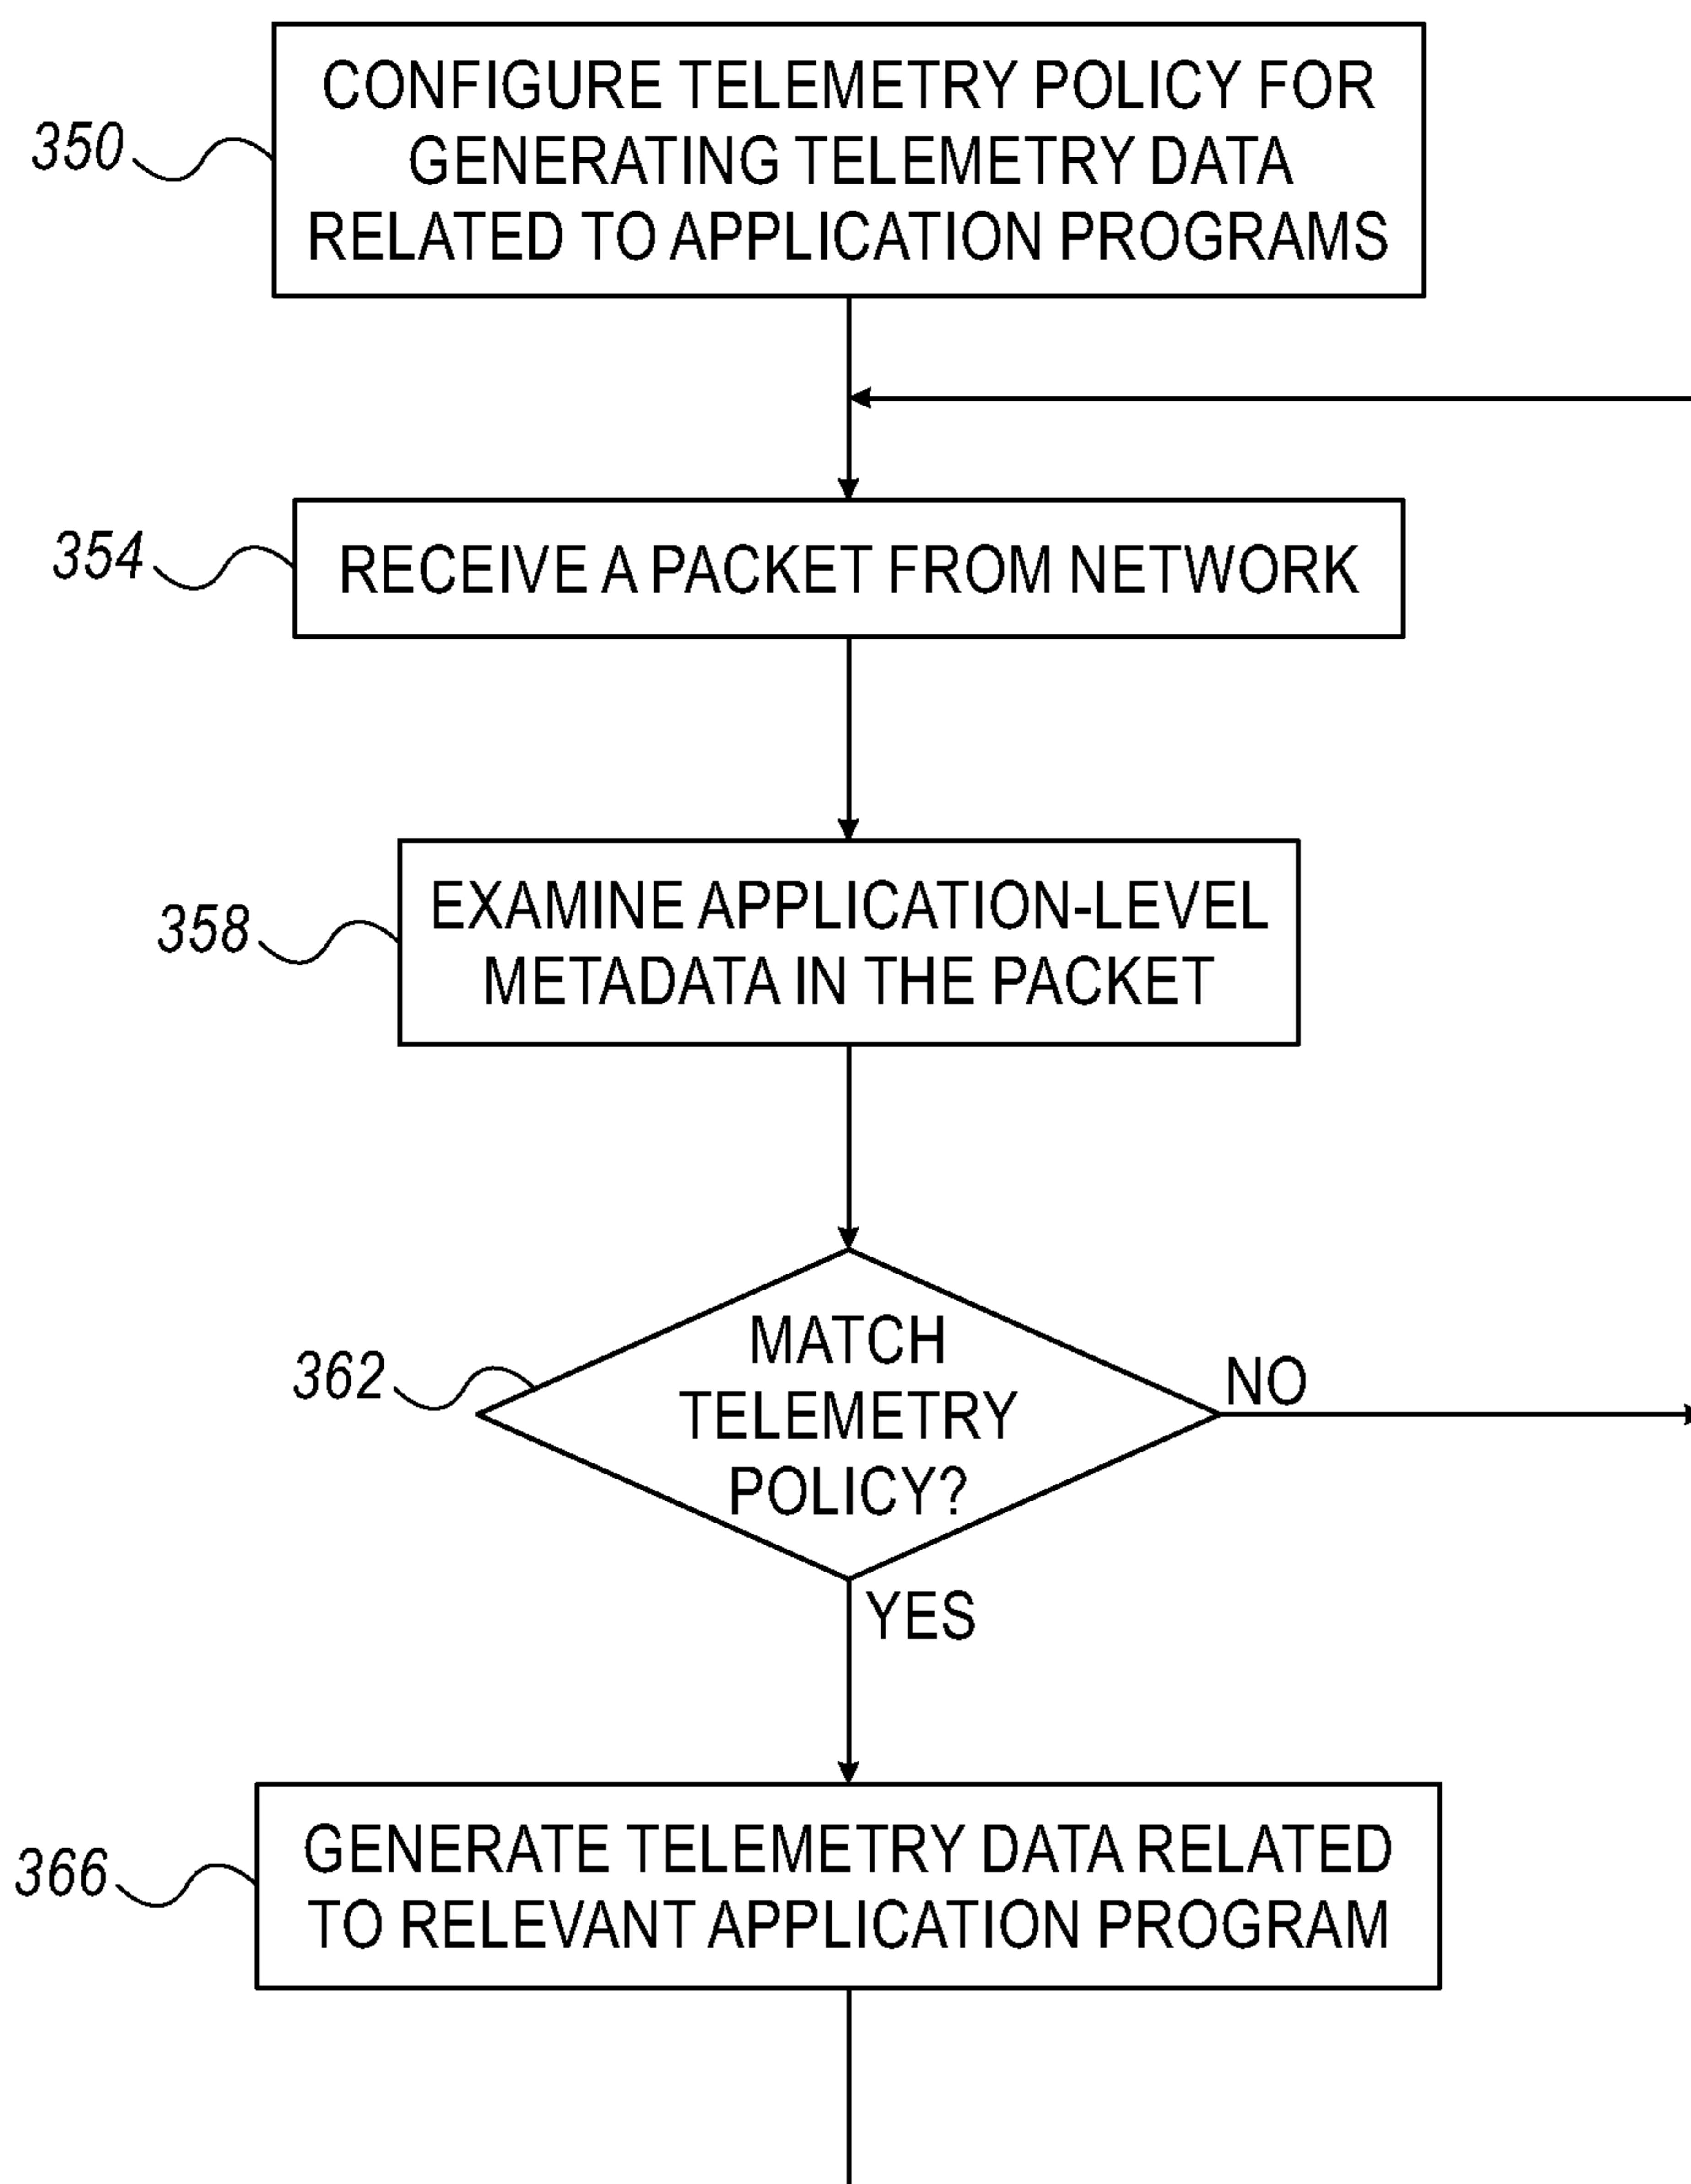 350
CONFIGURE TELEMETRY POLICY FOR
GENERATING TELEMETRY DATA
RELATED TO APPLICATION PROGRAMS
354
RECEIVE A PACKET FROM NETWORK
358
EXAMINE APPLICATION-LEVEL
METADATA IN THE PACKET
362
MATCH
TELEMETRY
POLICY?
NO
YES
366
GENERATE TELEMETRY DATA RELATED
TO RELEVANT APPLICATION PROGRAM